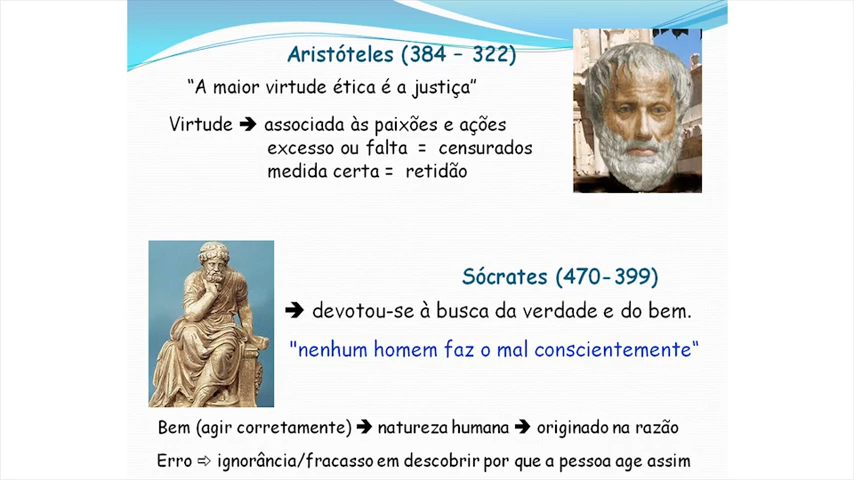 Aristóteles (384 – 322)
“A maior virtude ética é a justiça”
Virtude ➔ associada às paixões e ações
excesso ou falta = censurados
medida certa = retidão
Sócrates (470-399)
➔ devotou-se à busca da verdade e do bem.
"nenhum homem faz o mal conscientemente“
Bem (agir corretamente) ➔ natureza humana ➔ originado na razão
Erro ⇨ ignorância/fracasso em descobrir por que a pessoa age assim